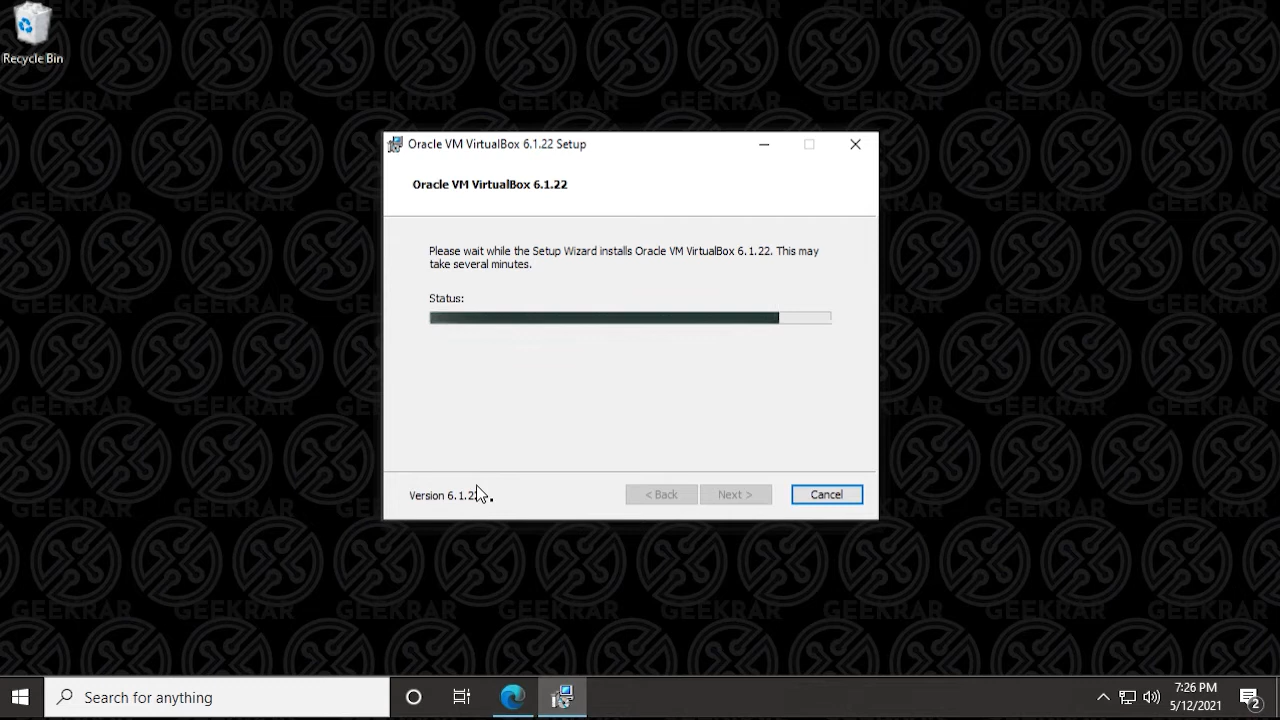 Recycle Bin
Oracle VM VirtualBox 6.1.22 Setup
Oracle VM VirtualBox 6.1.22
Please wait while the Setup Wizard installs Oracle VM VirtualBox 6.1.22. This may
take several minutes.
Status:
Version 6.1.22
< Back
Next >
Cancel
GEEKRAR
Search for anything
7:26 PM
5/12/2021
2